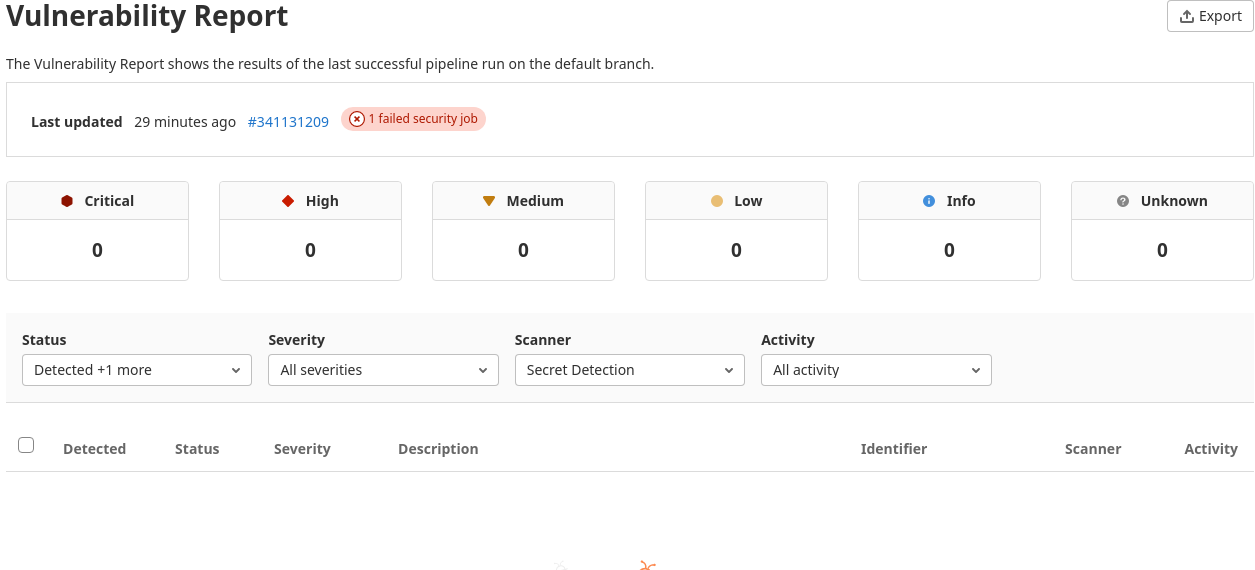 Vulnerability Report
Export
The Vulnerability Report shows the results of the last successful pipeline run on the default branch.
Last updated 29 minutes ago #341131209 1 failed security job
Critical High Medium Low Info Unknown
0 0 0 0 0 0
Status Severity Scanner Activity
Detected +1 more All severities Secret Detection All activity
Detected Status Severity Description Identifier Scanner Activity